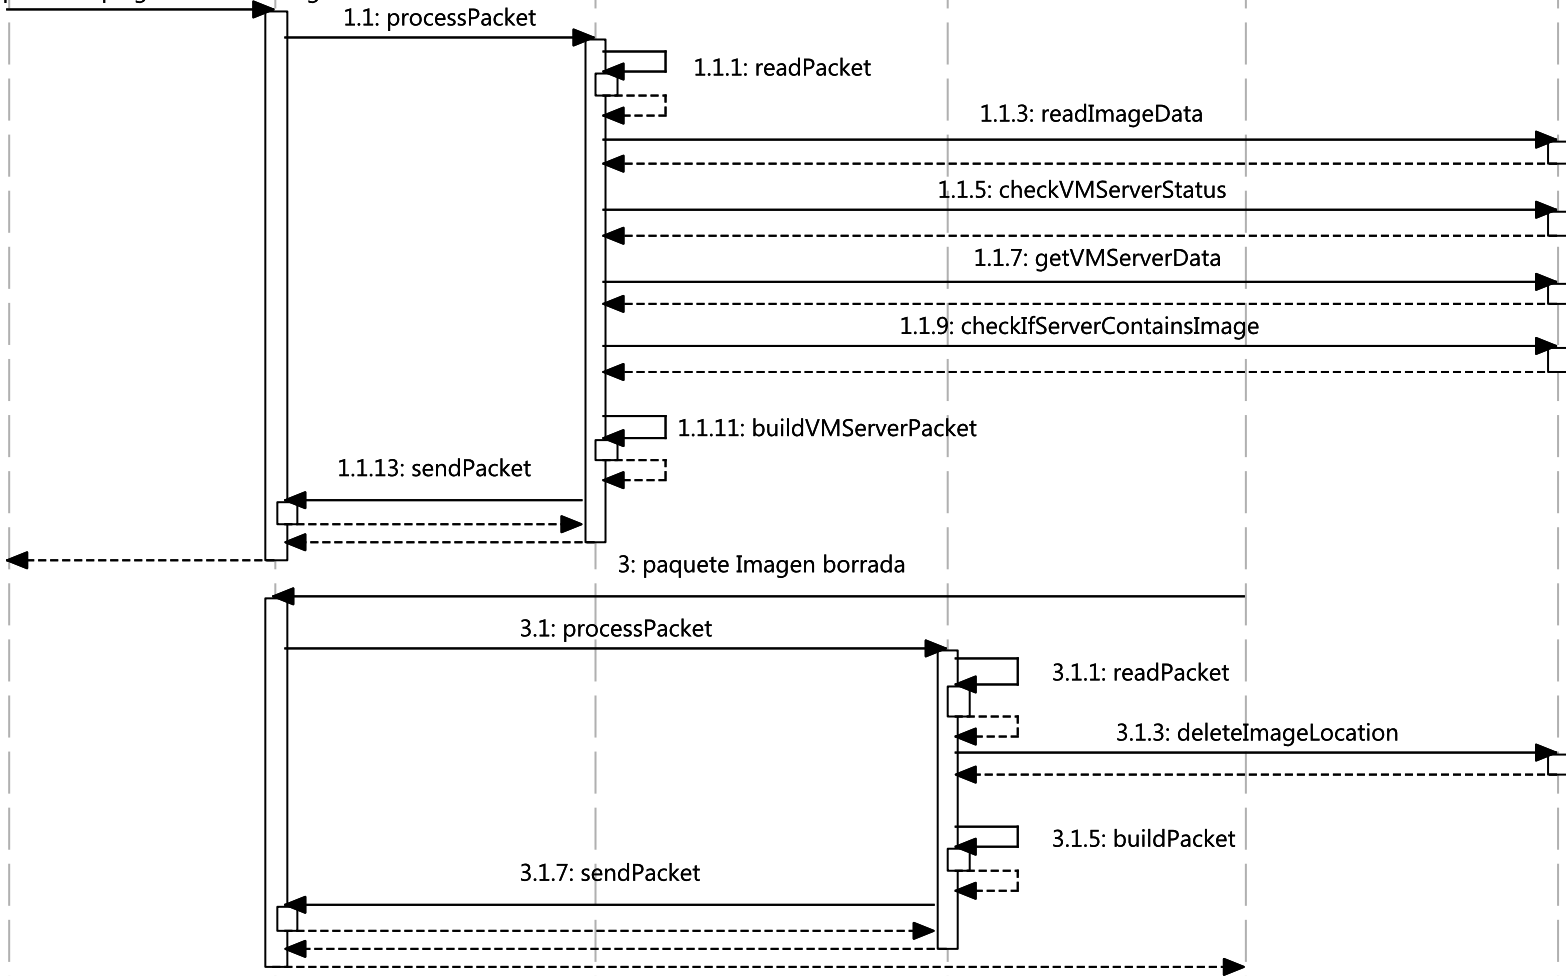 1.1: processPacket
1.1.1: readPacket
1.1.3: readImageData
1.1.5: checkVMServerStatus
1.1.7: getVMServerData
1.1.9: checkIfServerContainsImage
1.1.11: buildVMServerPacket
1.1.13: sendPacket
3: paquete Imagen borrada
3.1: processPacket
3.1.1: readPacket
3.1.3: deleteImageLocation
3.1.5: buildPacket
3.1.7: sendPacket